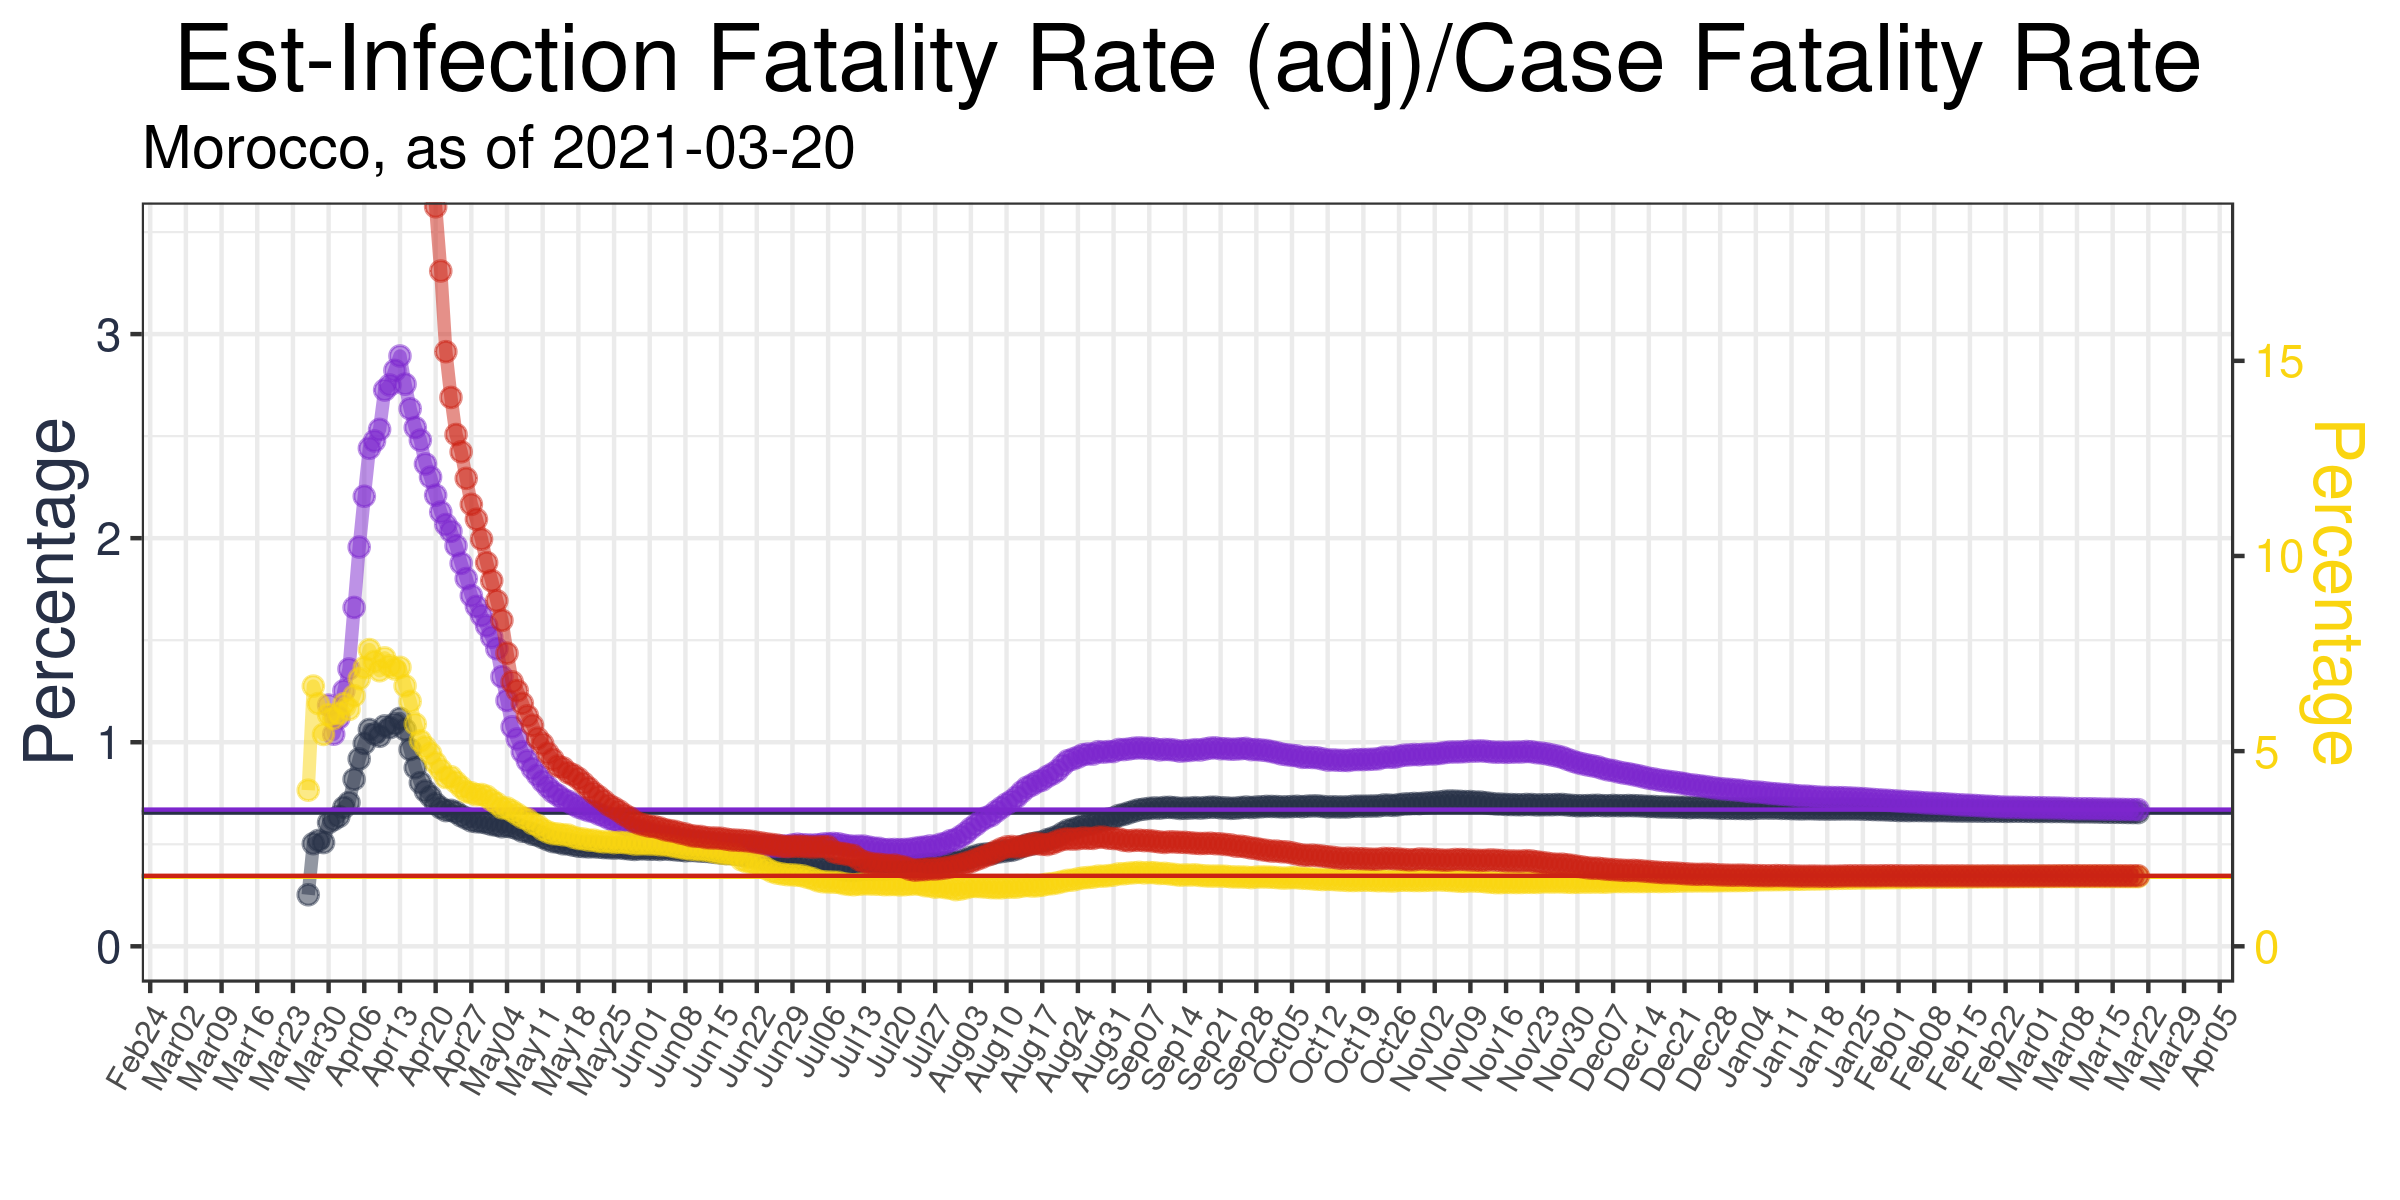 Est-Infection Fatality Rate (adj)/Case Fatality Rate
Morocco, as of 2021-03-20
Percentage
3
2
1
0
15
10
5
0
Percentage
Feb24
Mar02
Mar09
Mar16
Mar23
Mar30
Apr06
Apr13
Apr20
Apr27
May04
May11
May18
May25
Jun01
Jun08
Jun15
Jun22
Jun29
Jul06
Jul13
Jul20
Jul27
Aug03
Aug10
Aug17
Aug24
Aug31
Sep07
Sep14
Sep21
Sep28
Oct05
Oct12
Oct19
Oct26
Nov02
Nov09
Nov16
Nov23
Nov30
Dec07
Dec14
Dec21
Dec28
Jan04
Jan11
Jan18
Jan25
Feb01
Feb08
Feb15
Feb22
Mar01
Mar08
Mar15
Mar22
Mar29
Apr05